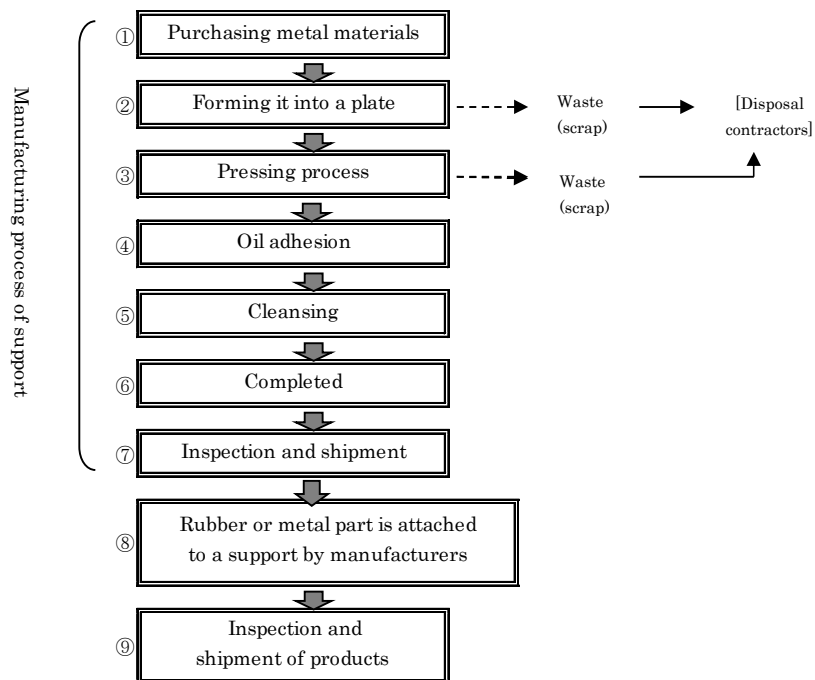 Manufacturing process of support
① Purchasing metal materials
② Forming it into a plate
Waste
(scrap)
[Disposal
contractors]
③ Pressing process
Waste
(scrap)
④ Oil adhesion
⑤ Cleansing
⑥ Completed
⑦ Inspection and shipment
⑧ Rubber or metal part is attached
to a support by manufacturers
⑨ Inspection and
shipment of products